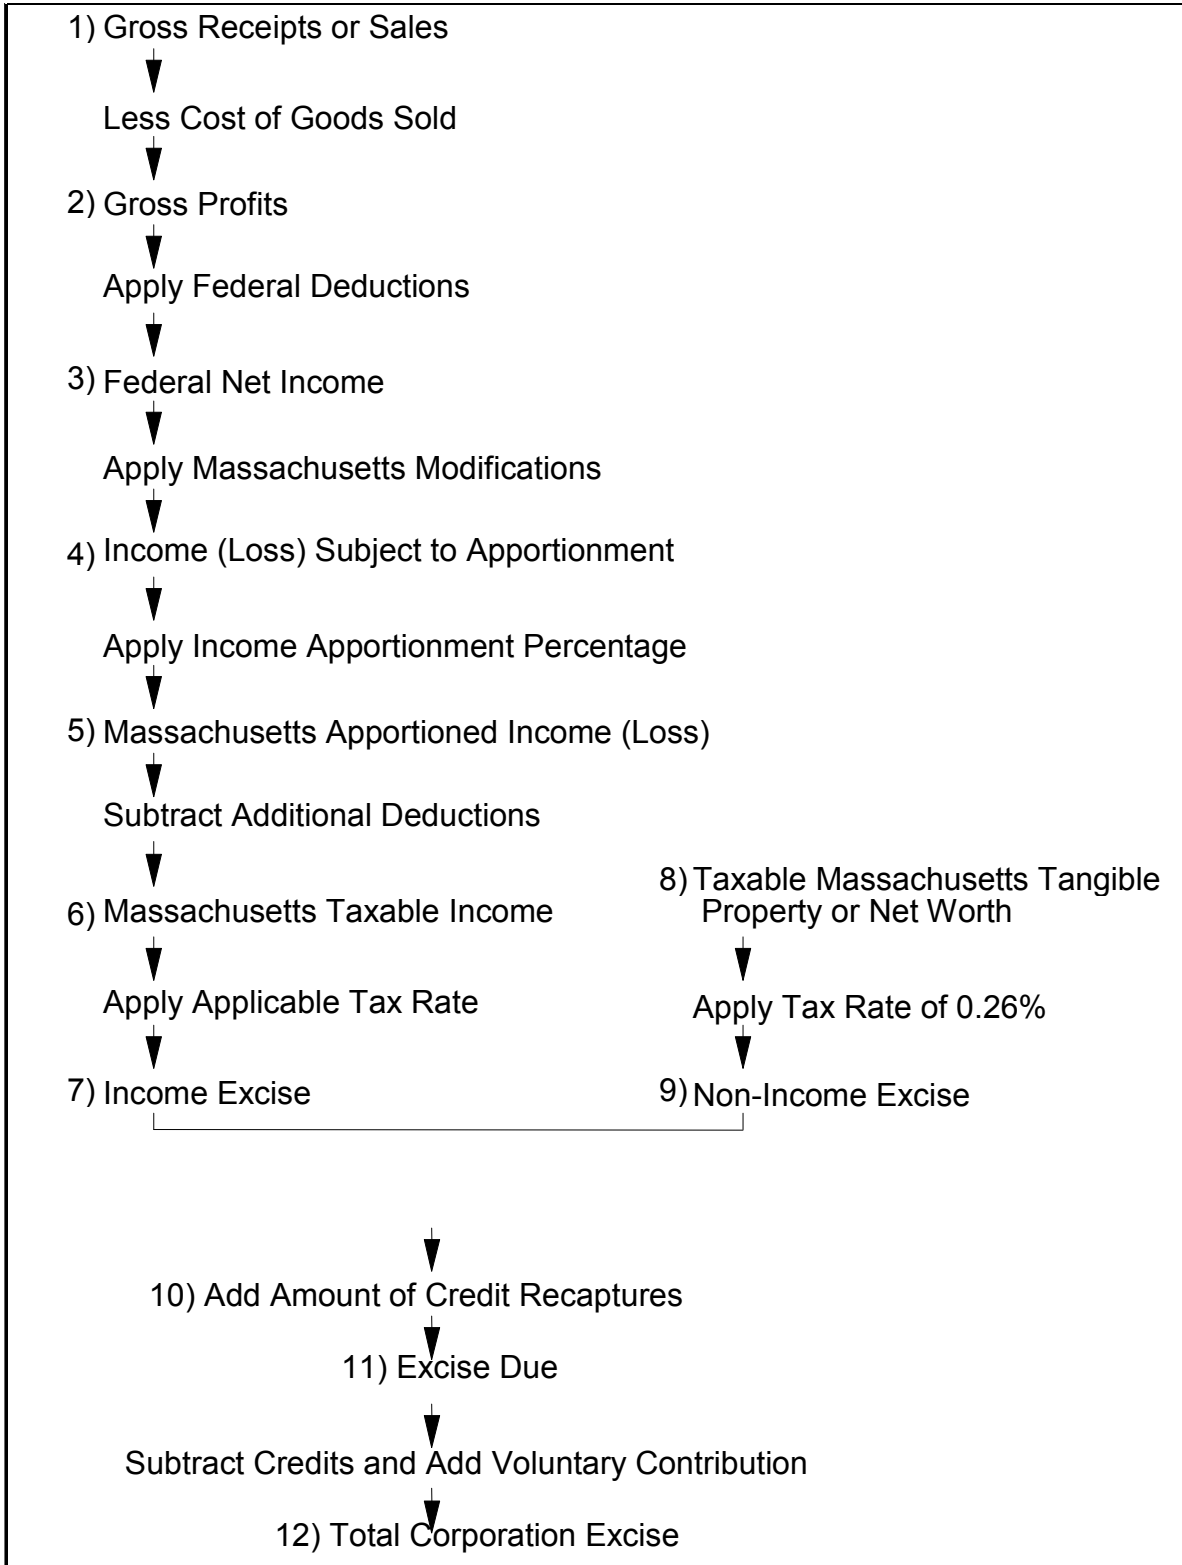 1) Gross Receipts or Sales
Less Cost of Goods Sold
2) Gross Profits
Apply Federal Deductions
3) Federal Net Income
Apply Massachusetts Modifications
4) Income (Loss) Subject to Apportionment
Apply Income Apportionment Percentage
5) Massachusetts Apportioned Income (Loss)
Subtract Additional Deductions
6) Massachusetts Taxable Income
Apply Applicable Tax Rate
7) Income Excise
8) Taxable Massachusetts Tangible
Property or Net Worth
Apply Tax Rate of 0.26%
9) Non-Income Excise
10) Add Amount of Credit Recaptures
11) Excise Due
Subtract Credits and Add Voluntary Contribution
12) Total Corporation Excise